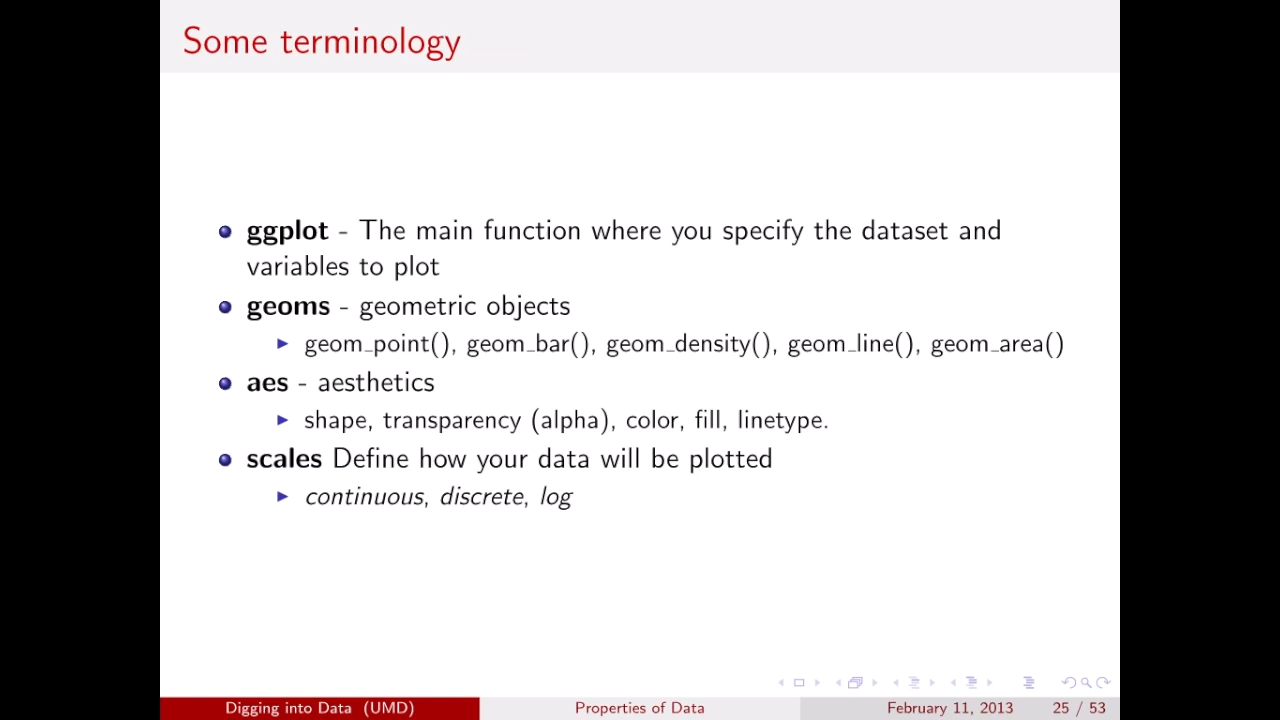 Some terminology
ggplot - The main function where you specify the dataset and
variables to plot
geoms - geometric objects
geom_point(), geom_bar(), geom_density(), geom_line(), geom_area()
aes - aesthetics
shape, transparency (alpha), color, fill, linetype.
scales Define how your data will be plotted
continuous, discrete, log
Digging into Data (UMD)
Properties of Data
February 11, 2013
25 / 53